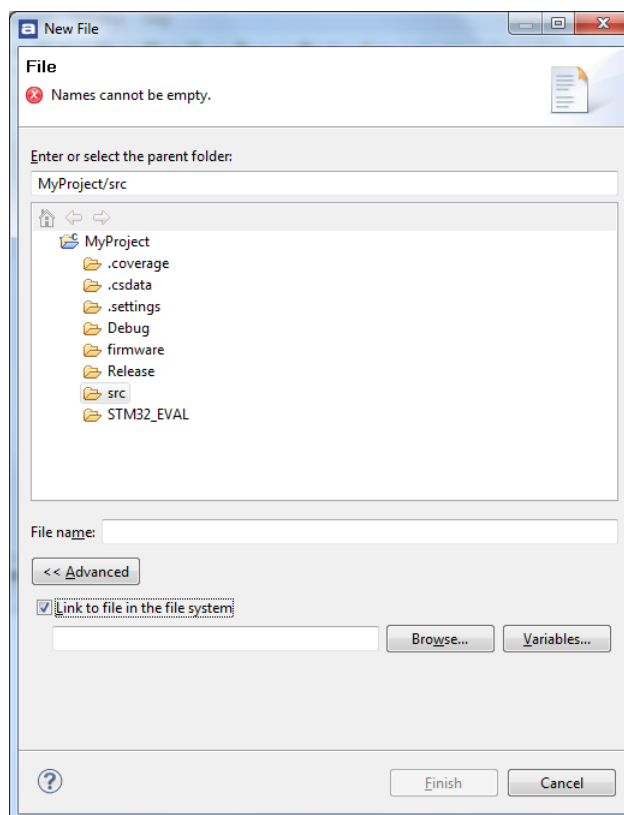 New File
File
Names cannot be empty.
Enter or select the parent folder:
MyProject/src
MyProject
.coverage
.csdata
.settings
Debug
firmware
Release
src
STM32_EVAL
File name:
<< Advanced
Link to file in the file system
Browse... Variables...
Finish Cancel